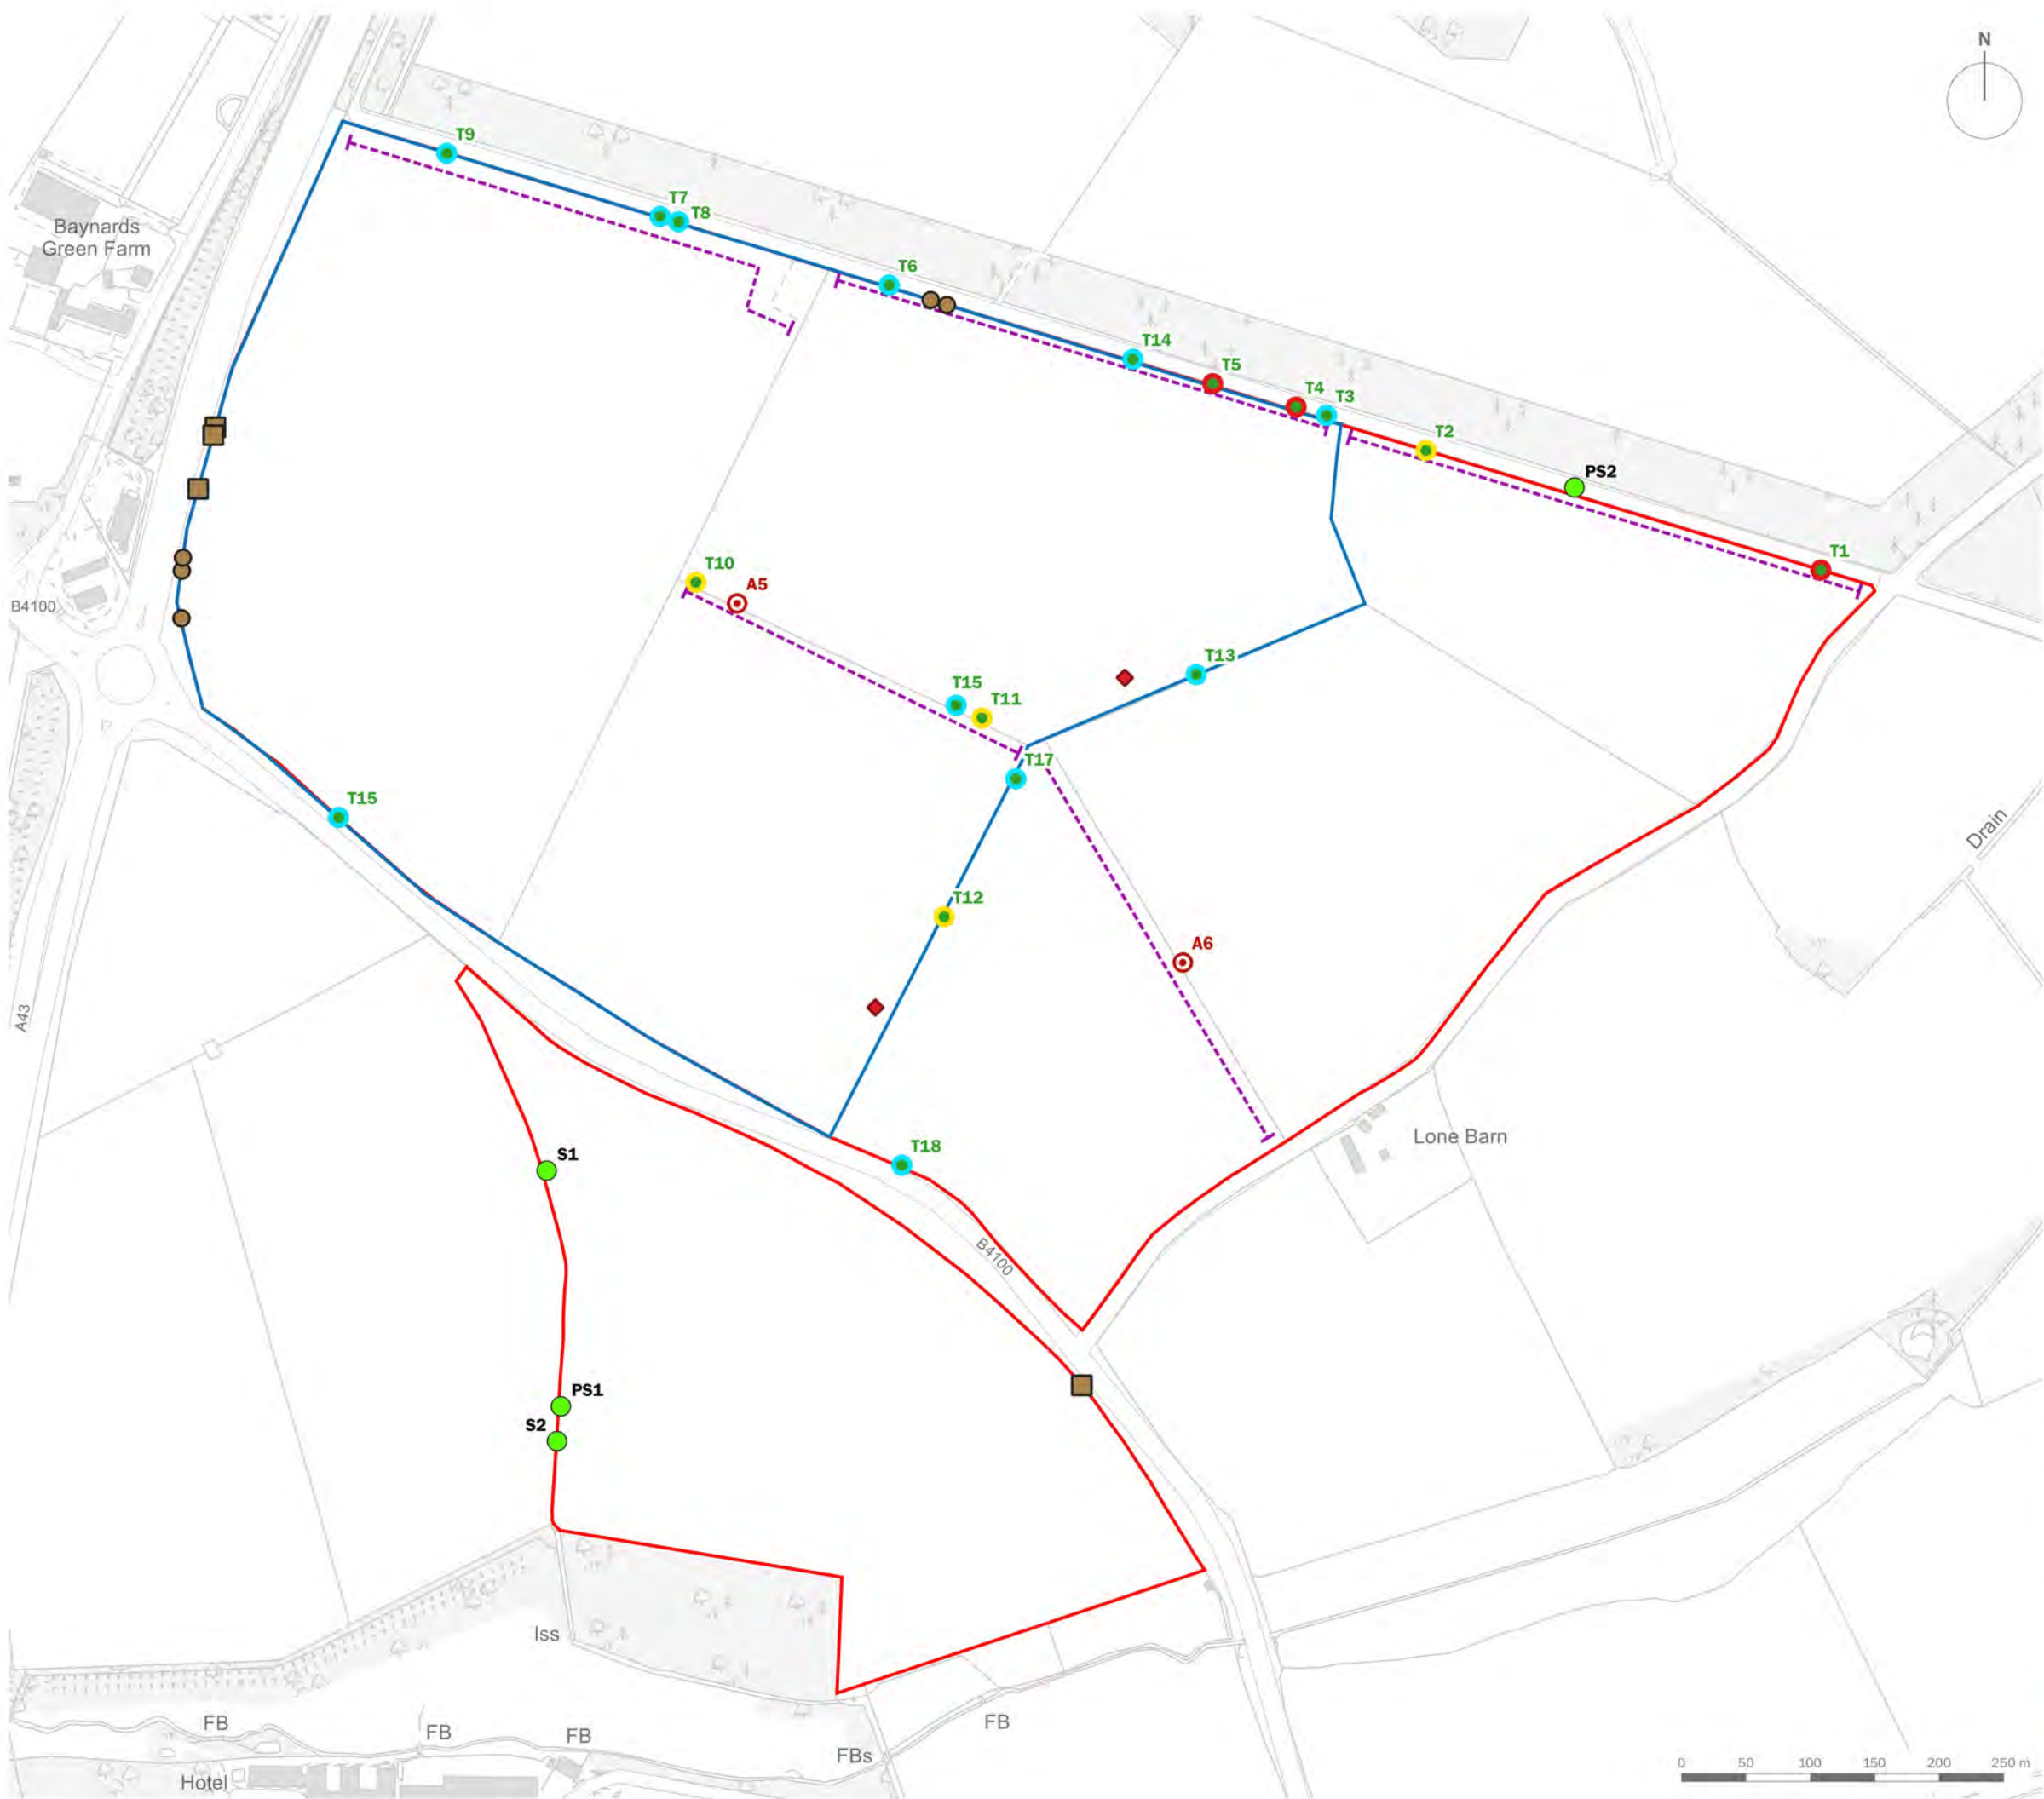 N
T9
T7
T8
Baynards
Green Farm
T6
T14
T5
T4
T3
T2
PS2
T1
T10
A5
B4100
T13
T15
T11
T17
T15
Drain
T12
A6
A43
Lone Barn
T18
S1
B4100
PS1
S2
Iss
FB
FB
FB
FB
FBs
Hotel
0 50 100 150 200 250 m